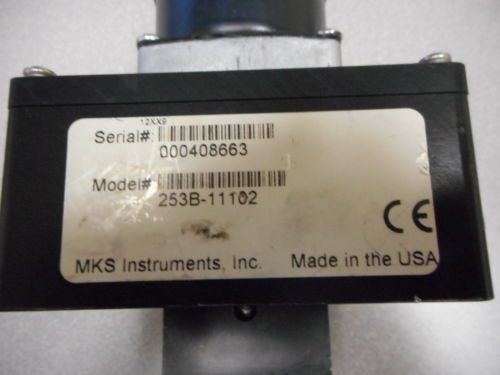 12XX9
Serial#:
000408663
Model#
253B-11102
CE
MKS Instruments, Inc. Made in the USA